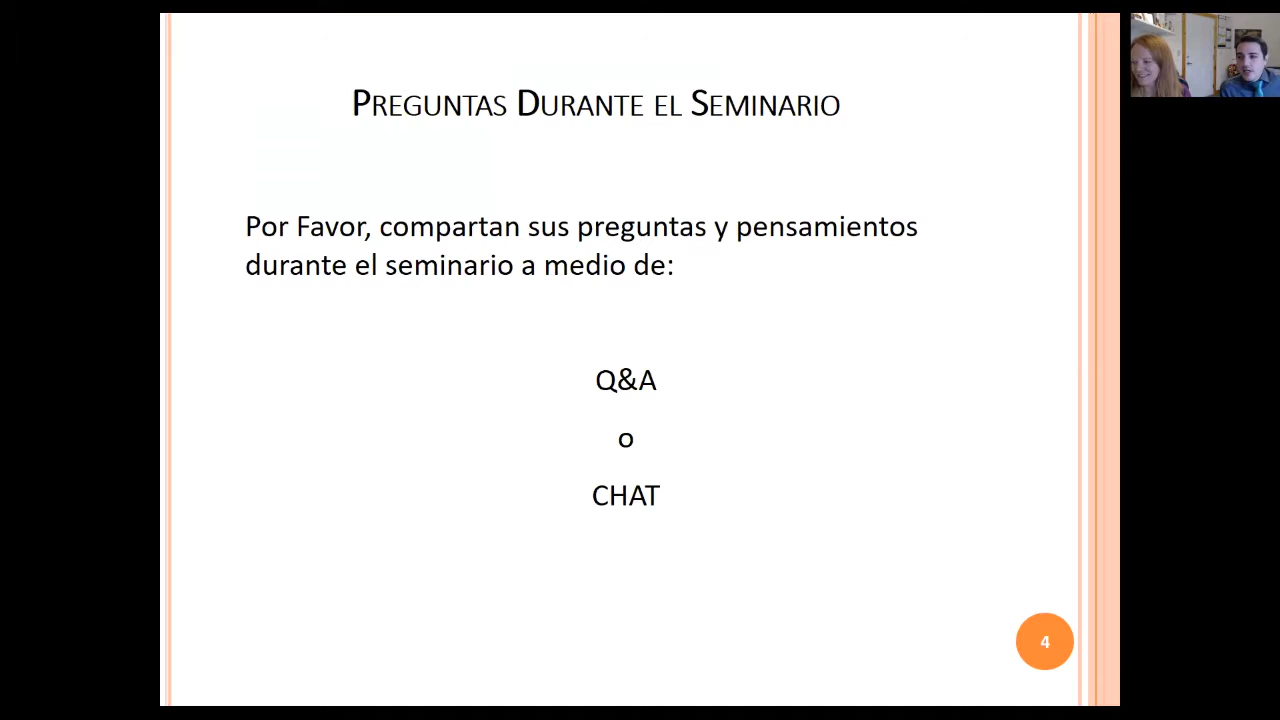 Preguntas Durante el Seminario
Por Favor, compartan sus preguntas y pensamientos
durante el seminario a medio de:
Q&A
o
CHAT
4